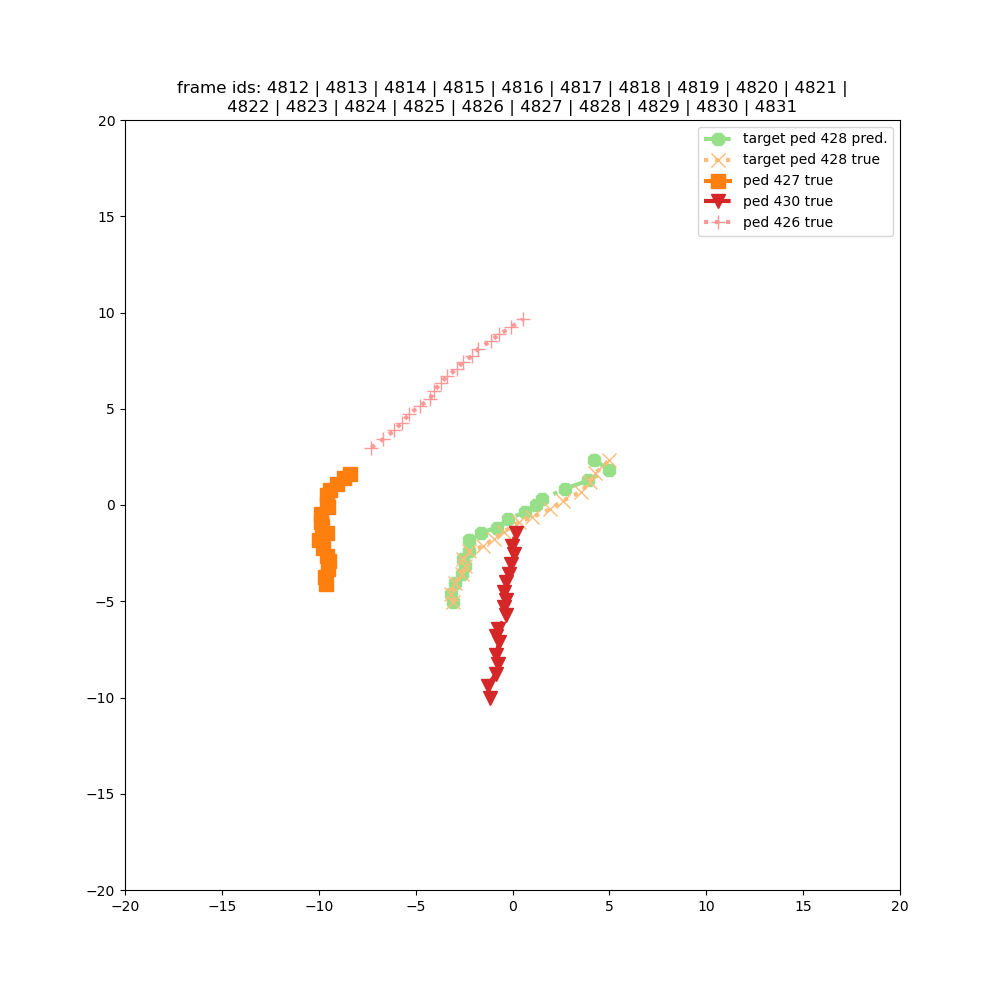 frame ids: 4812 | 4813 | 4814 | 4815 | 4816 | 4817 | 4818 | 4819 | 4820 | 4821 |
4822 | 4823 | 4824 | 4825 | 4826 | 4827 | 4828 | 4829 | 4830 | 4831
target ped 428 pred.
target ped 428 true
ped 427 true
ped 430 true
ped 426 true
20
15
10
5
0
−5
−10
−15
−20
−20
−15
−10
−5
0
5
10
15
20